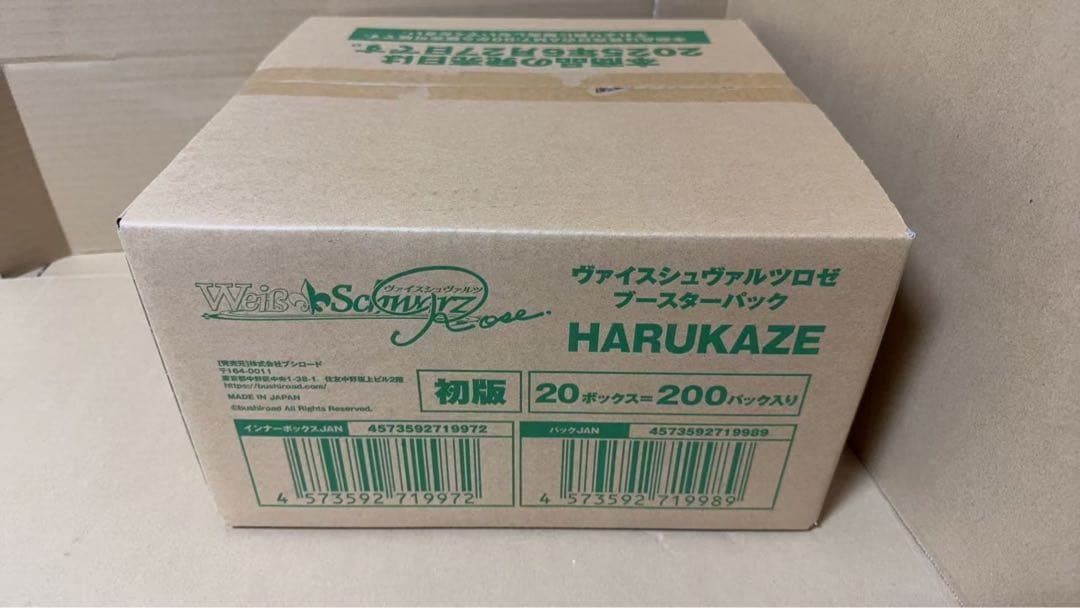 本商品の発売日は
2025年6月27日です。
Weiß Schwarz
ヴァイスシュヴァルツ
Rose.
ヴァイスシュヴァルツロゼ
ブースターパック
HARUKAZE
[発売元]株式会社ブシロード
〒164-0011
東京都中野区中央1-38-1 住友中野坂上ビル2階
https://bushiroad.com/
MADE IN JAPAN
©bushiroad All Rights Reserved.
初版
20ボックス=200パック入り
インナーボックスJAN 4573592719972
4 573592 719972
パックJAN 4573592719989
4 573592 719989